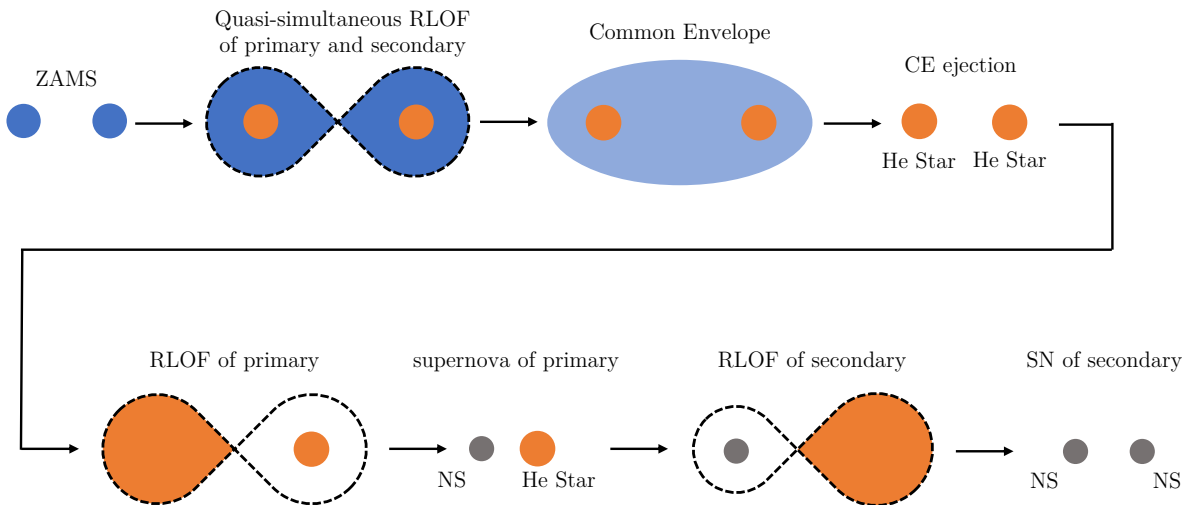 ZAMS
Quasi-simultaneous RLOF
of primary and secondary
Common Envelope
CE ejection
He Star
He Star
RLOF of primary
supernova of primary
NS
He Star
RLOF of secondary
SN of secondary
NS
NS